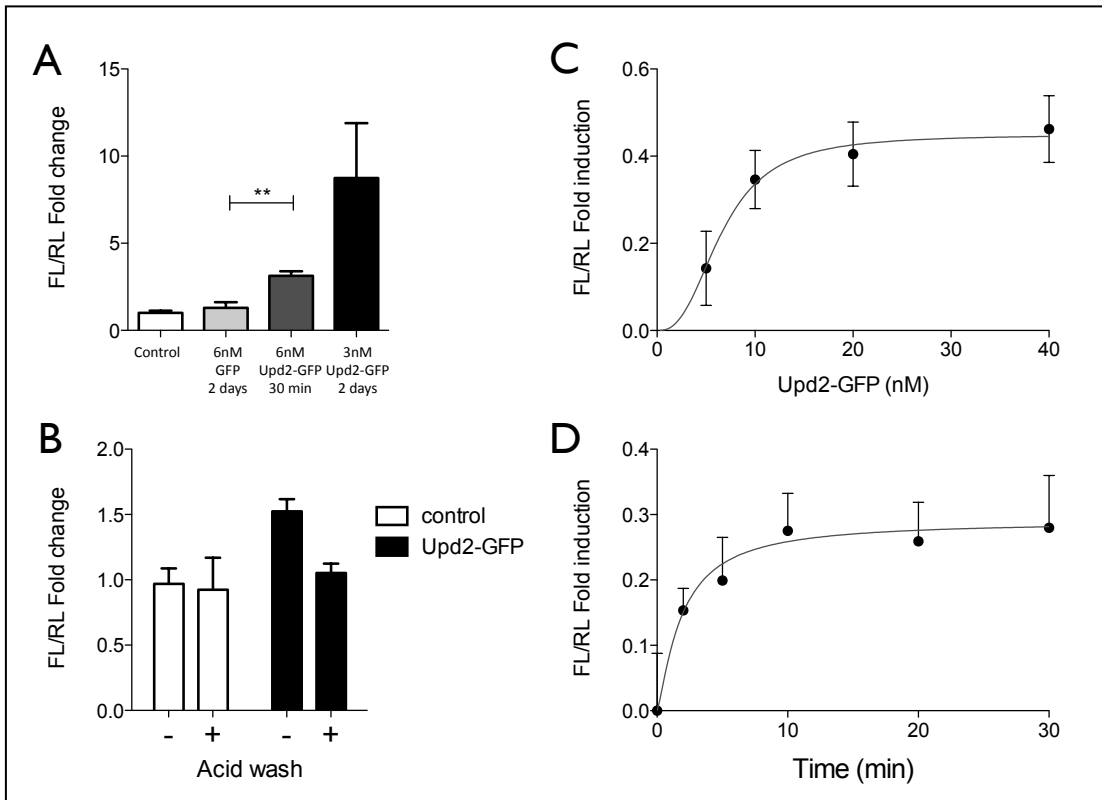 A
15
10
5
0
FL/RL Fold change
**
Control
6nM GFP 2 days
6nM Upd2-GFP 30 min
3nM Upd2-GFP 2 days
C
0.6
0.4
0.2
0.0
FL/RL Fold induction
0 10 20 30 40
Upd2-GFP (nM)
B
2.0
1.5
1.0
0.5
0.0
FL/RL Fold change
control
Upd2-GFP
- + - +
Acid wash
D
0.4
0.3
0.2
0.1
0.0
FL/RL Fold induction
0 10 20 30
Time (min)